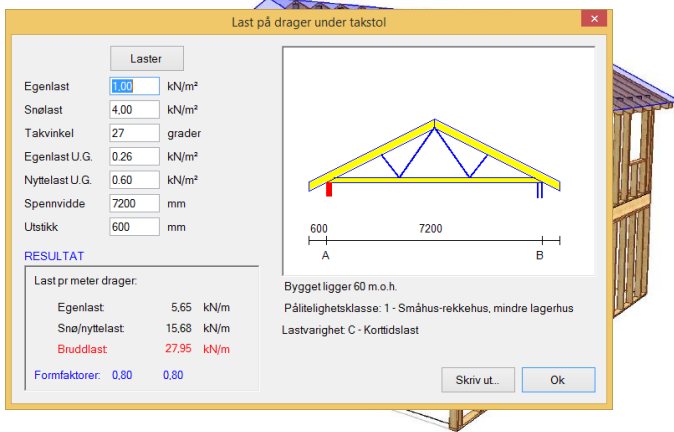 Last på drager under takstol
Laster
Egenlast 1,00 kN/m²
Snølast 4,00 kN/m²
Takvinkel 27 grader
Egenlast U.G. 0.26 kN/m²
Nyttelast U.G. 0.60 kN/m²
Spennvidde 7200 mm
Utstikk 600 mm
RESULTAT
Last pr meter drager:
Egenlast: 5,65 kN/m
Snø/nyttelast: 15,68 kN/m
Bruddlast: 27,95 kN/m
Formfaktorer: 0,80 0,80
600 7200
A B
Bygget ligger 60 m.o.h.
Pålitelighetsklasse: 1 - Småhus-rekkehus, mindre lagerhus
Lastvarighet: C - Korttidslast
Skriv ut... Ok